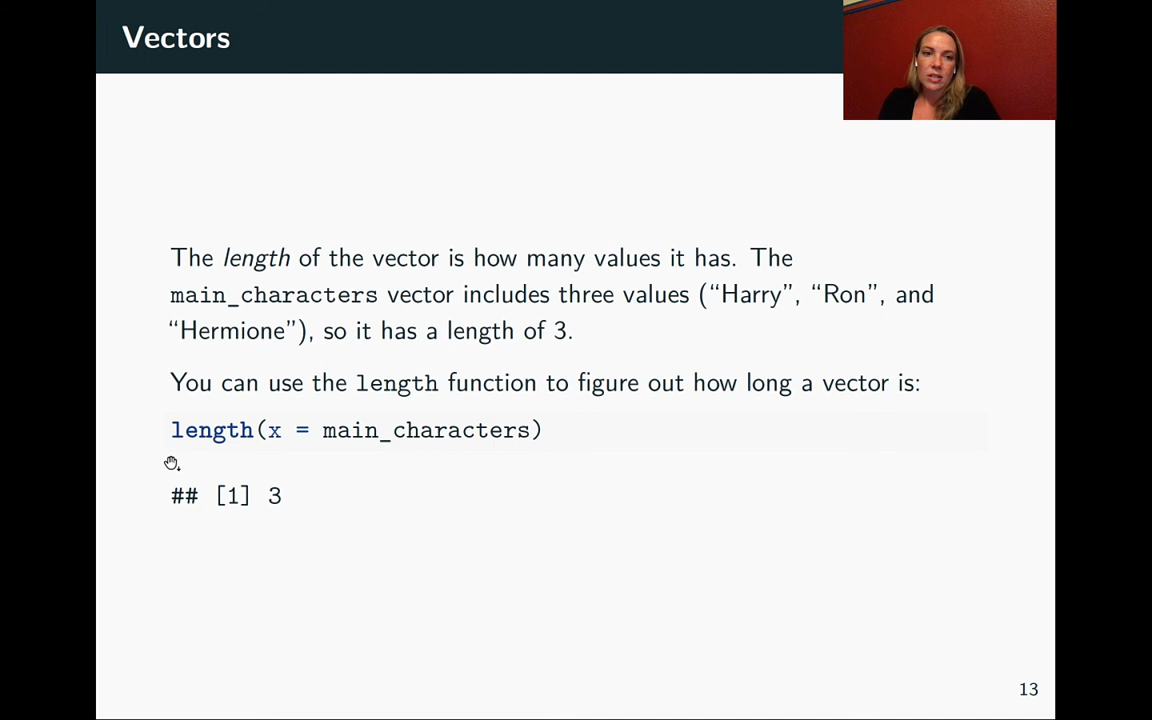 Vectors
The length of the vector is how many values it has. The
main_characters vector includes three values (“Harry”, “Ron”, and
“Hermione”), so it has a length of 3.
You can use the length function to figure out how long a vector is:
length(x = main_characters)
## [1] 3
13